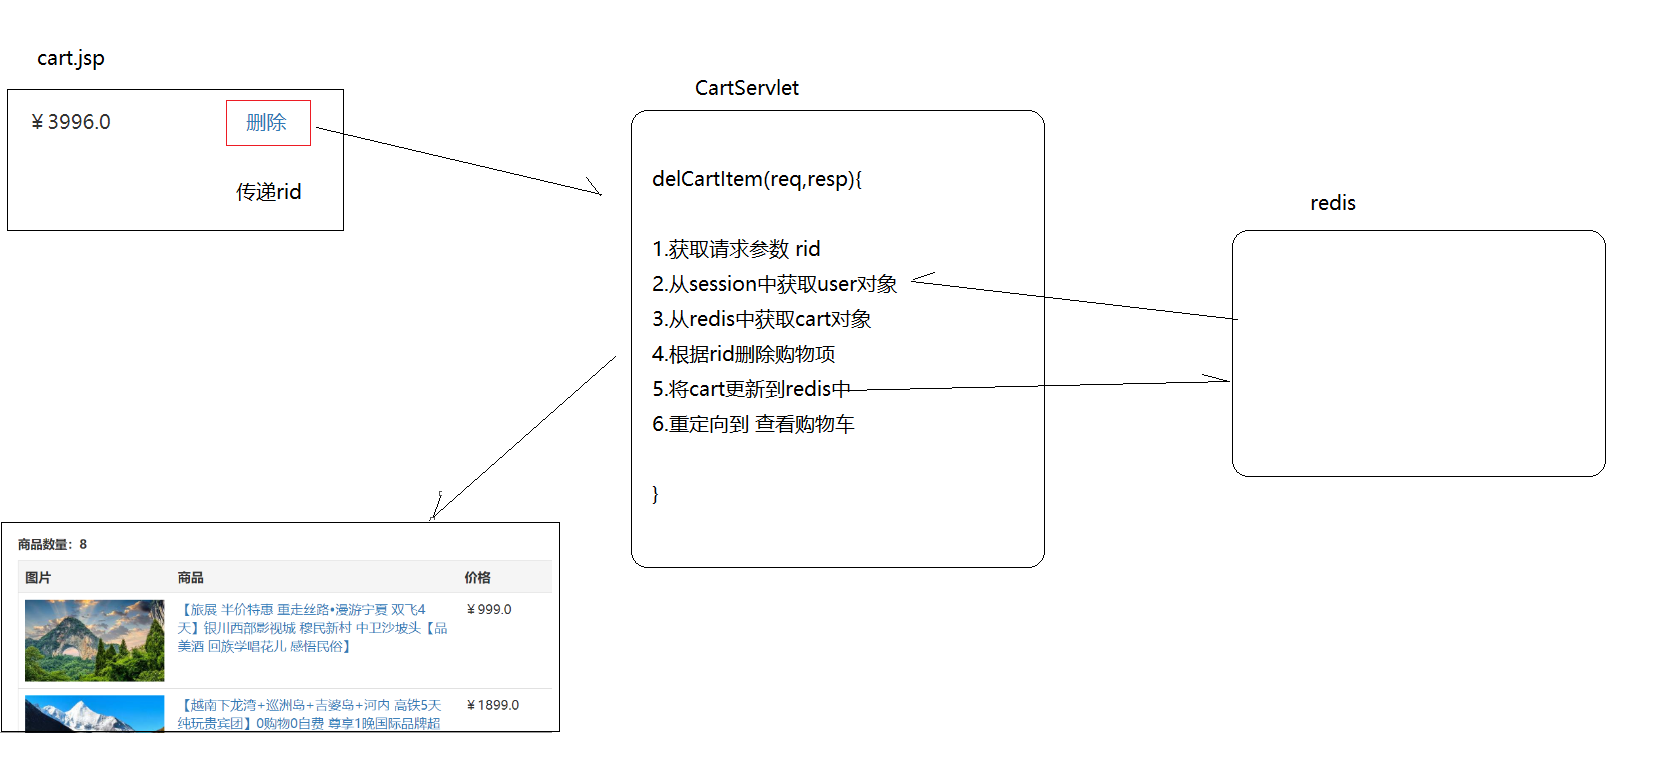 cart.jsp
¥3996.0
删除
传递rid
CartServlet
delCartItem(req,resp){
1.获取请求参数 rid
2.从session中获取user对象
3.从redis中获取cart对象
4.根据rid删除购物项
5.将cart更新到redis中
6.重定向到 查看购物车
}
redis
商品数量：8
图片 商品 价格
【旅展 半价特惠 重走丝路•漫游宁夏 双飞4
天】银川西部影视城 穆民新村 中卫沙坡头【品
美酒 回族学唱花儿 感悟民俗】
¥999.0
【越南下龙湾+巡洲岛+吉婆岛+河内 高铁5天
纯玩贵宾团】0购物0自费 尊享1晚国际品牌超
¥1899.0